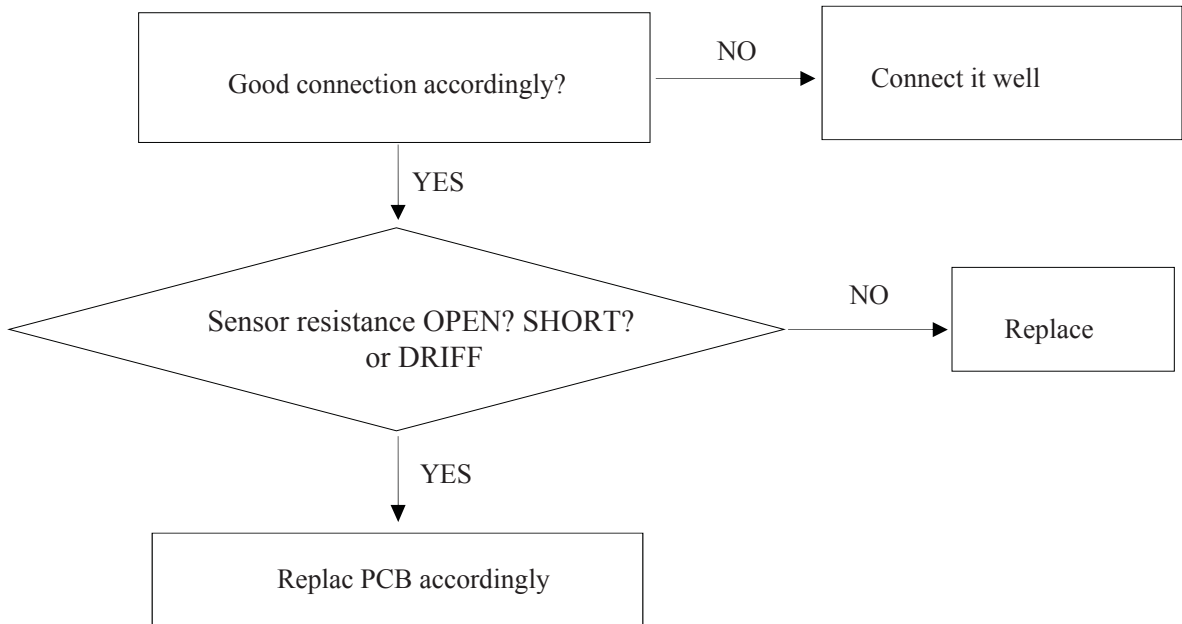 Good connection accordingly?
NO
Connect it well
YES
Sensor resistance OPEN? SHORT?
or DRIFF
NO
Replace
YES
Replac PCB accordingly